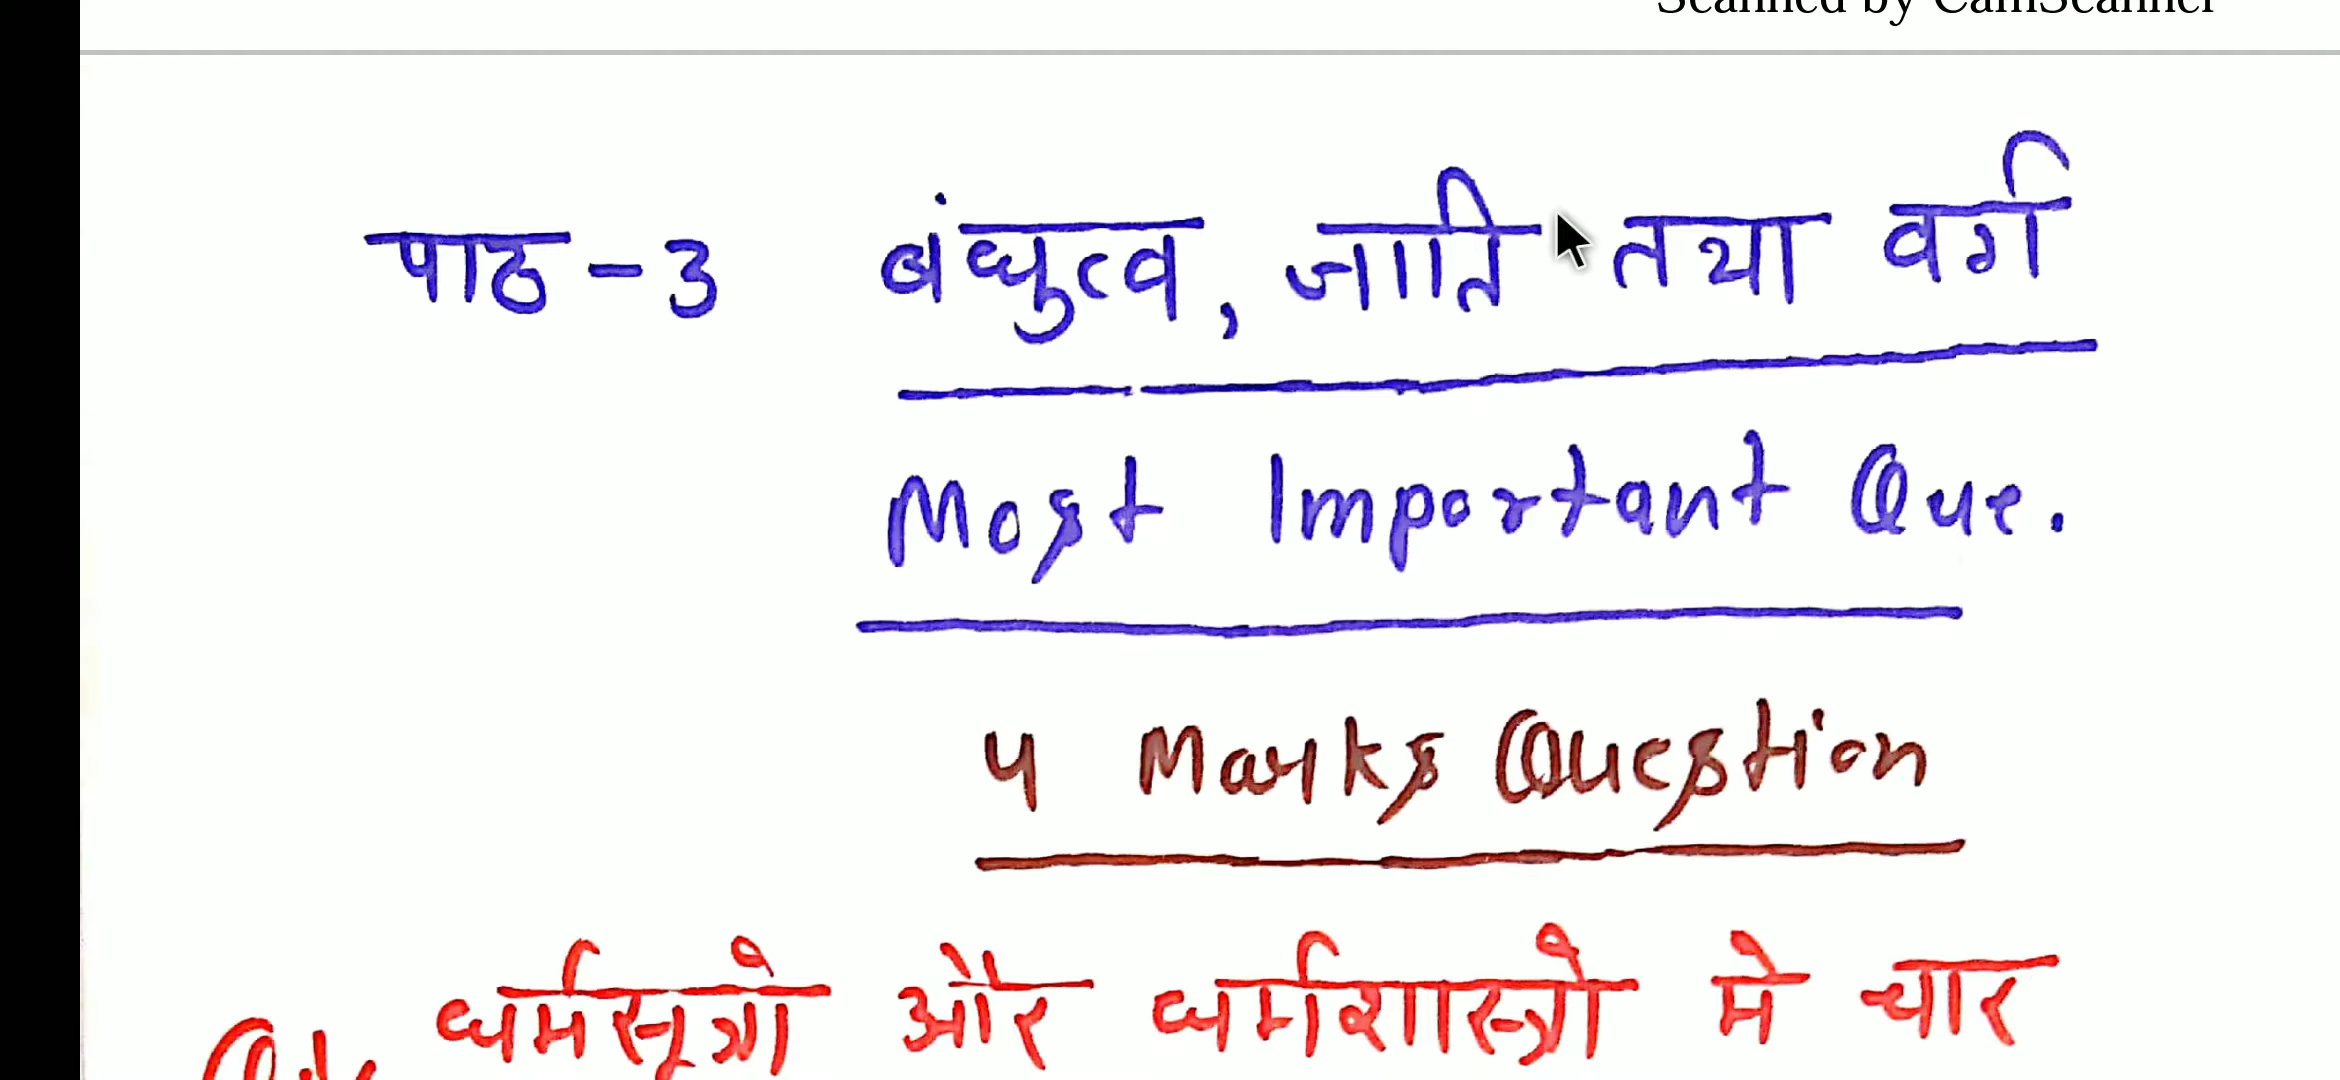 Scanned by CamScanner
पाठ-3 बंधुत्व, जाति तथा वर्ग
Most Important Que.
4 Marks Question
धर्मसूत्रो और धर्मशास्त्रो मे चार